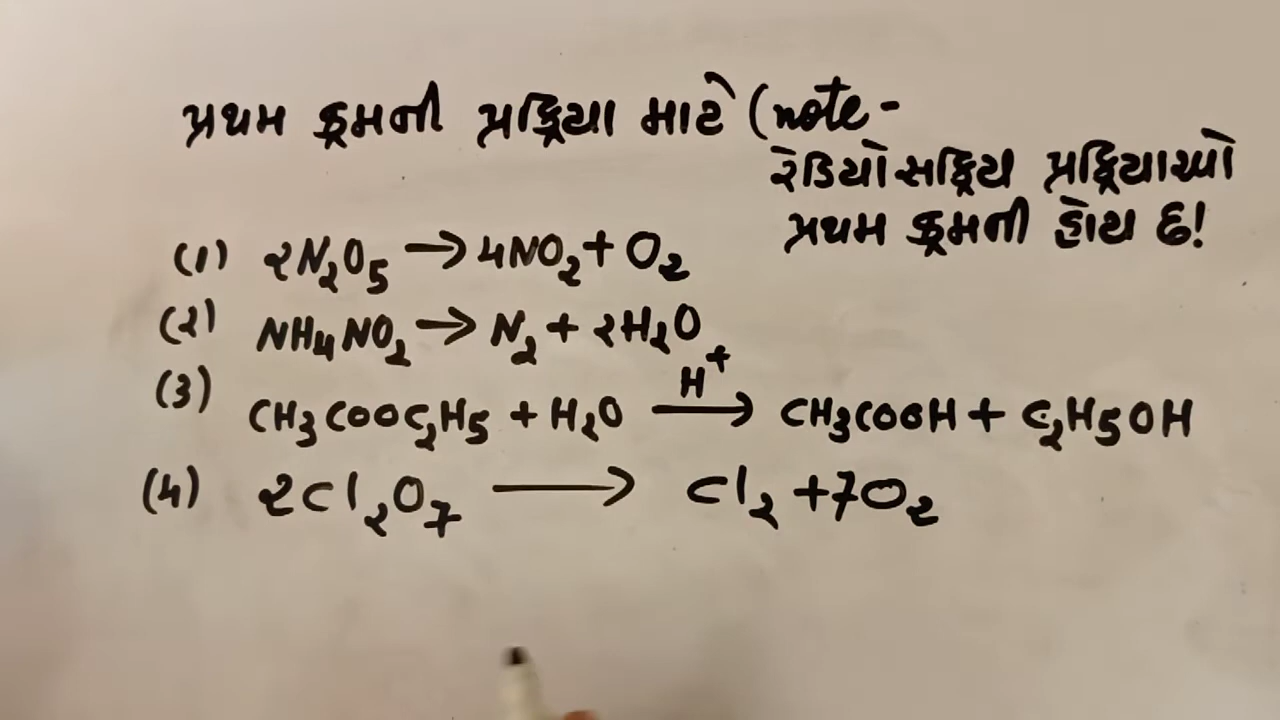 પ્રથમ ક્રમની પ્રક્રિયા માટે (note -
રેડિયોસક્રિય પ્રક્રિયાઓ
પ્રથમ ક્રમની હોય છે!
(1) 2N₂O₅ → 4NO₂ + O₂
(2) NH₄NO₂ → N₂ + 2H₂O
(3) CH₃COOC₂H₅ + H₂O —H⁺→ CH₃COOH + C₂H₅OH
(4) 2Cl₂O₇ → Cl₂ + 7O₂